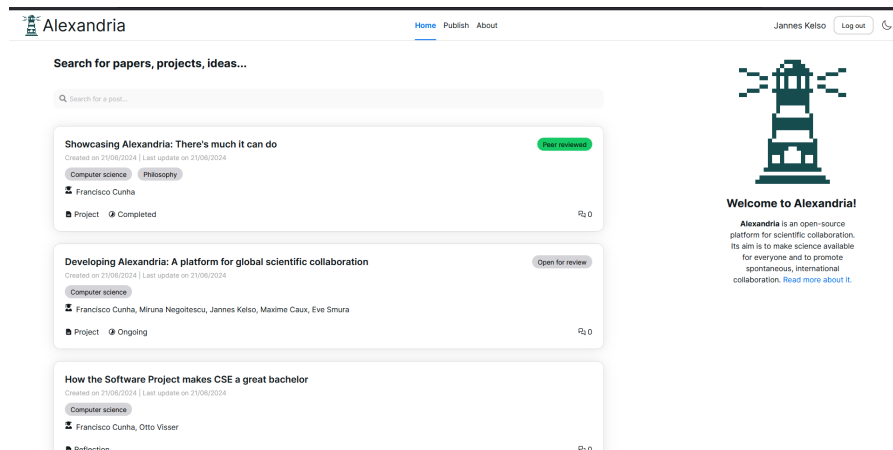 Alexandria
Home Publish About
Jannes Kelso Log out
Search for papers, projects, ideas...
Search for a post...
Showcasing Alexandria: There's much it can do
Peer reviewed
Created on 21/06/2024 | Last update on 21/06/2024
Computer science Philosophy
Francisco Cunha
Project Completed
0
Developing Alexandria: A platform for global scientific collaboration
Open for review
Created on 21/06/2024 | Last update on 21/06/2024
Computer science
Francisco Cunha, Miruna Negoitescu, Jannes Kelso, Maxime Caux, Eve Smura
Project Ongoing
0
How the Software Project makes CSE a great bachelor
Created on 21/06/2024 | Last update on 21/06/2024
Computer science
Francisco Cunha, Otto Visser
Reflection
0
Welcome to Alexandria!
Alexandria is an open-source
platform for scientific collaboration.
Its aim is to make science available
for everyone and to promote
spontaneous, international
collaboration. Read more about it.